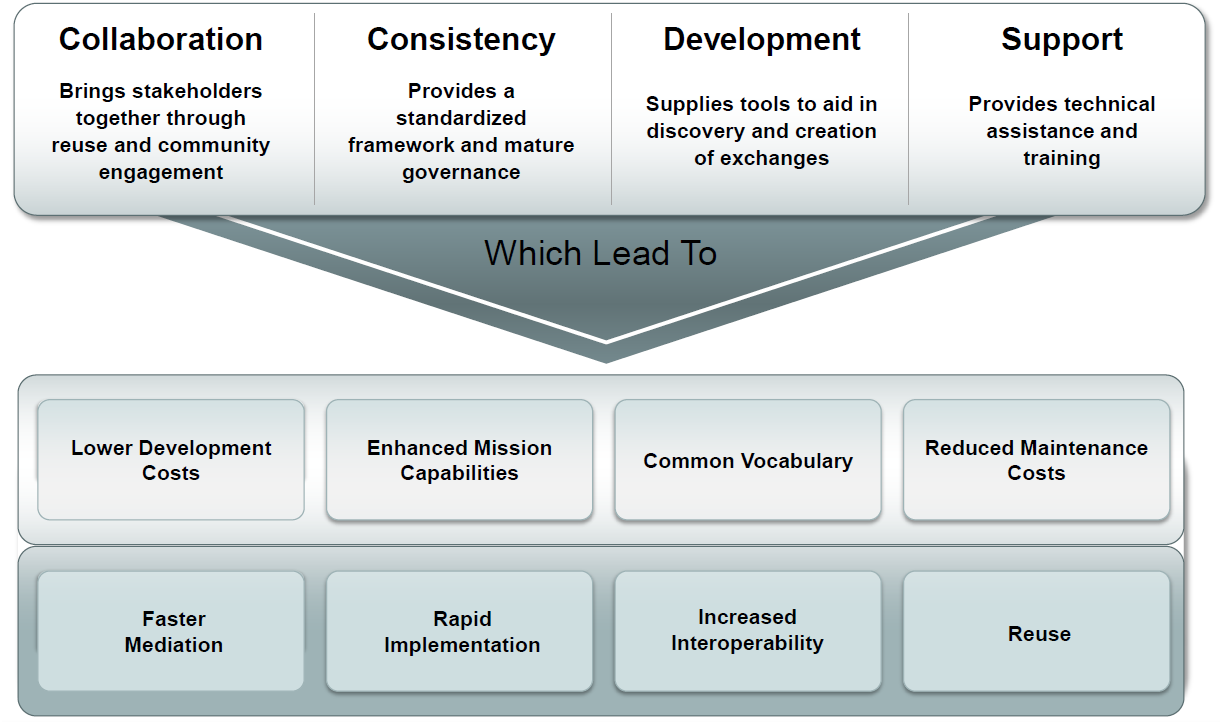 Collaboration
Brings stakeholders
together through
reuse and community
engagement
Consistency
Provides a
standardized
framework and mature
governance
Development
Supplies tools to aid in
discovery and creation
of exchanges
Support
Provides technical
assistance and
training
Which Lead To
Lower Development
Costs
Enhanced Mission
Capabilities
Common Vocabulary
Reduced Maintenance
Costs
Faster
Mediation
Rapid
Implementation
Increased
Interoperability
Reuse